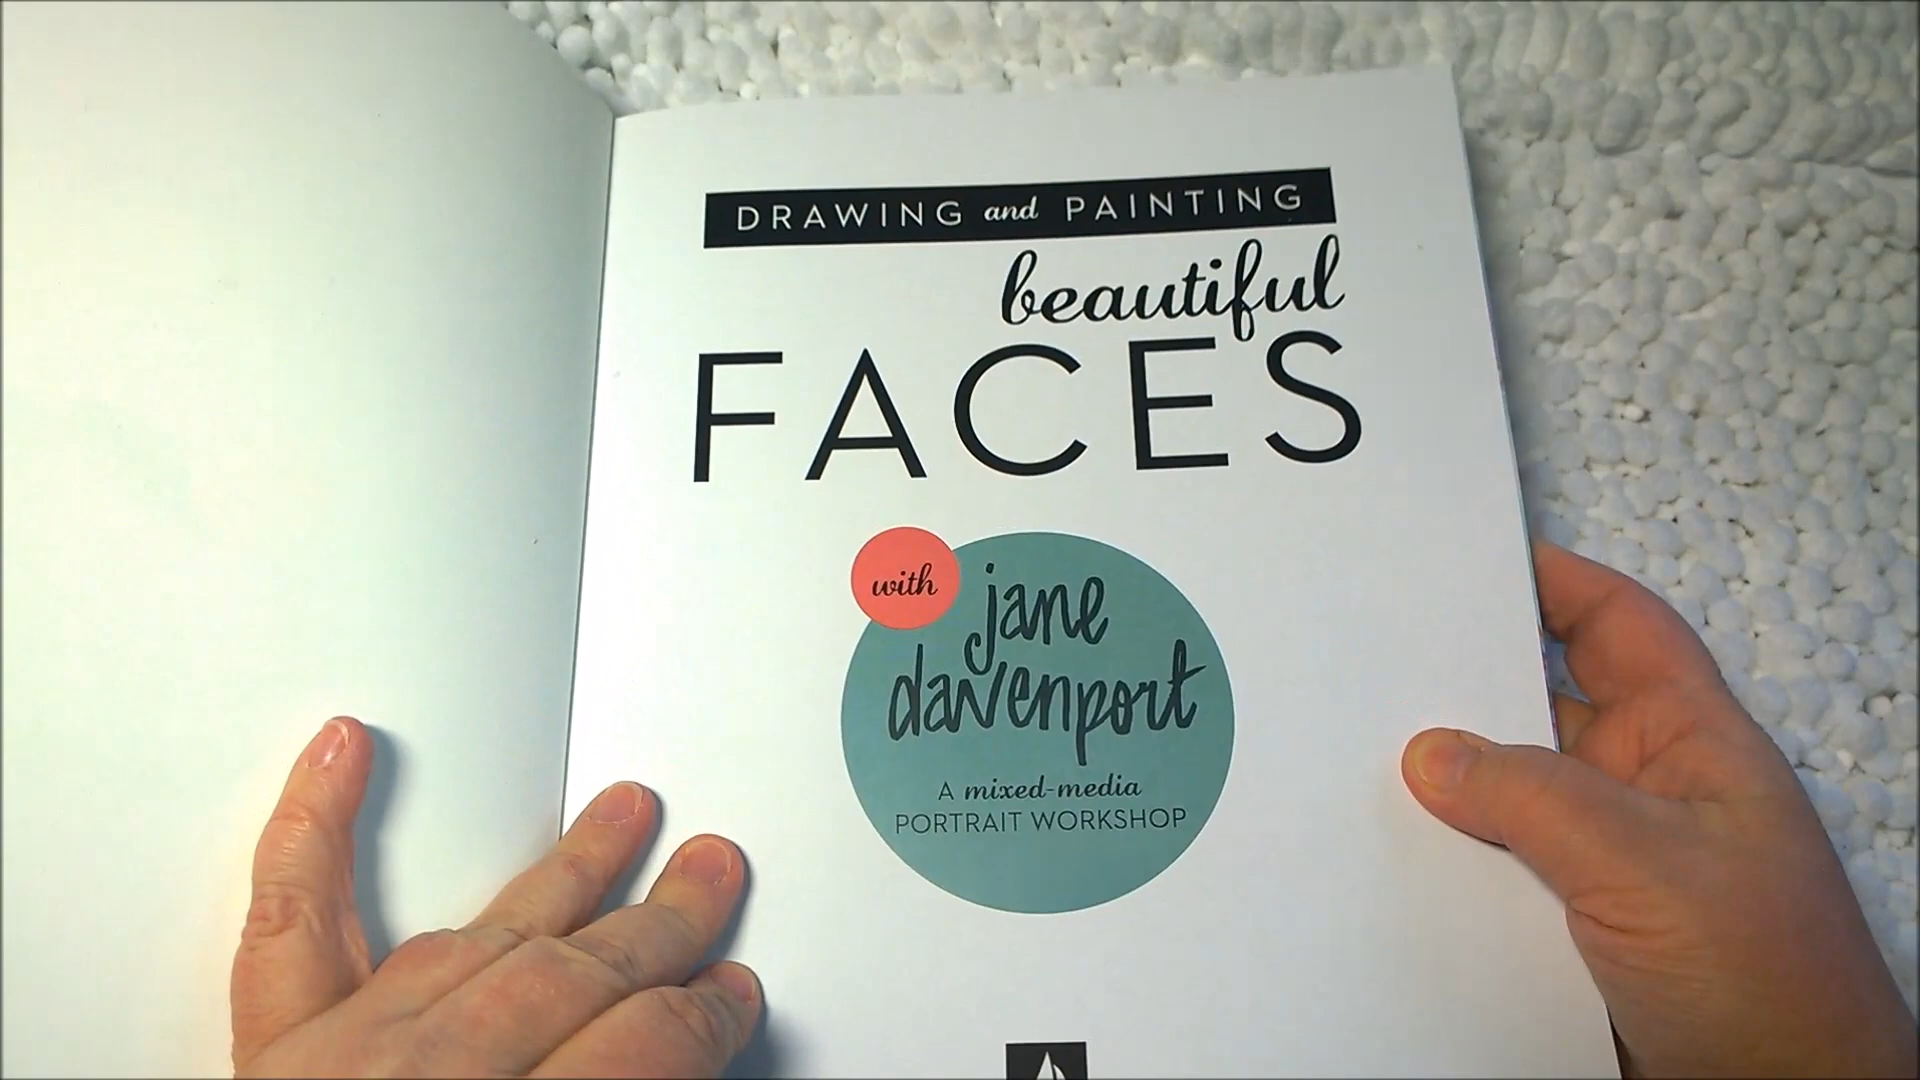 DRAWING and PAINTING
beautiful
FACES
with
jane
davenport
A mixed-media
PORTRAIT WORKSHOP